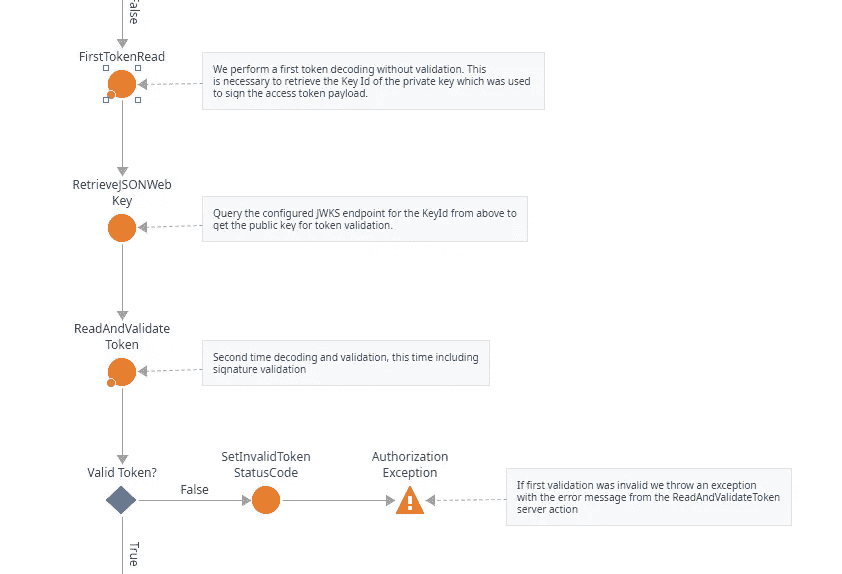 False
FirstTokenRead
We perform a first token decoding without validation. This
is necessary to retrieve the Key Id of the private key which was used
to sign the access token payload.
RetrieveJSONWeb
Key
Query the configured JWKS endpoint for the KeyId from above to
get the public key for token validation.
ReadAndValidate
Token
Second time decoding and validation, this time including
signature validation
Valid Token?
False
SetInvalidToken
StatusCode
Authorization
Exception
If first validation was invalid we throw an exception
with the error message from the ReadAndValidateToken
server action
True